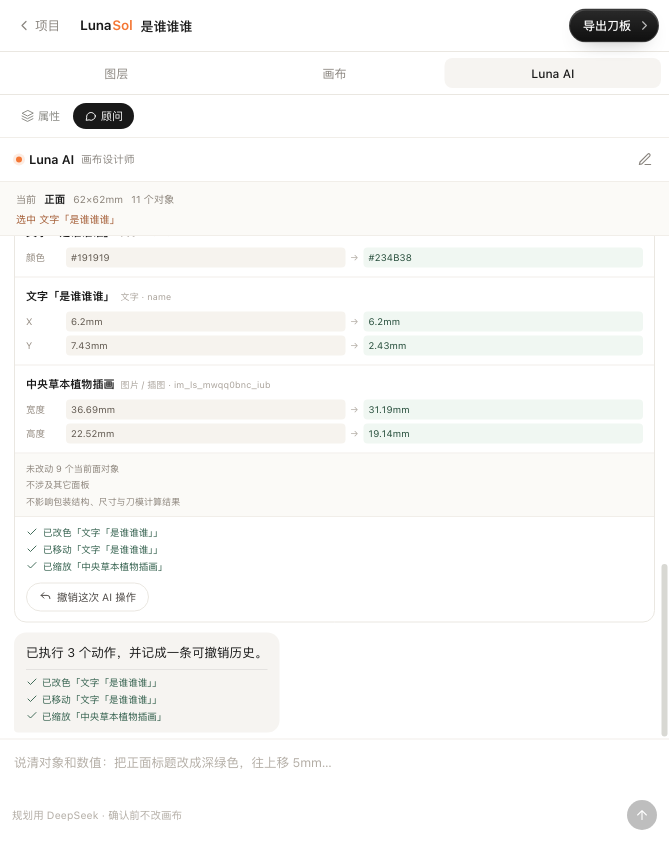 项目
LunaSol 是谁谁谁
导出刀板
图层
画布
Luna AI
属性
顾问
Luna AI 画布设计师
当前 正面 62×62mm 11 个对象
选中 文字「是谁谁谁」
颜色 #191919 → #234B38
文字「是谁谁谁」 文字 · name
X 6.2mm → 6.2mm
Y 7.43mm → 2.43mm
中央草本植物插画 图片 / 插图 · im_ls_mwqq0bnc_iub
宽度 36.69mm → 31.19mm
高度 22.52mm → 19.14mm
未改动 9 个当前面对象
不涉及其它面板
不影响包装结构、尺寸与刀模计算结果
已改色「文字「是谁谁谁」」
已移动「文字「是谁谁谁」」
已缩放「中央草本植物插画」
撤销这次 AI 操作
已执行 3 个动作，并记成一条可撤销历史。
已改色「文字「是谁谁谁」」
已移动「文字「是谁谁谁」」
已缩放「中央草本植物插画」
说清对象和数值：把正面标题改成深绿色，往上移 5mm...
规划用 DeepSeek · 确认前不改画布